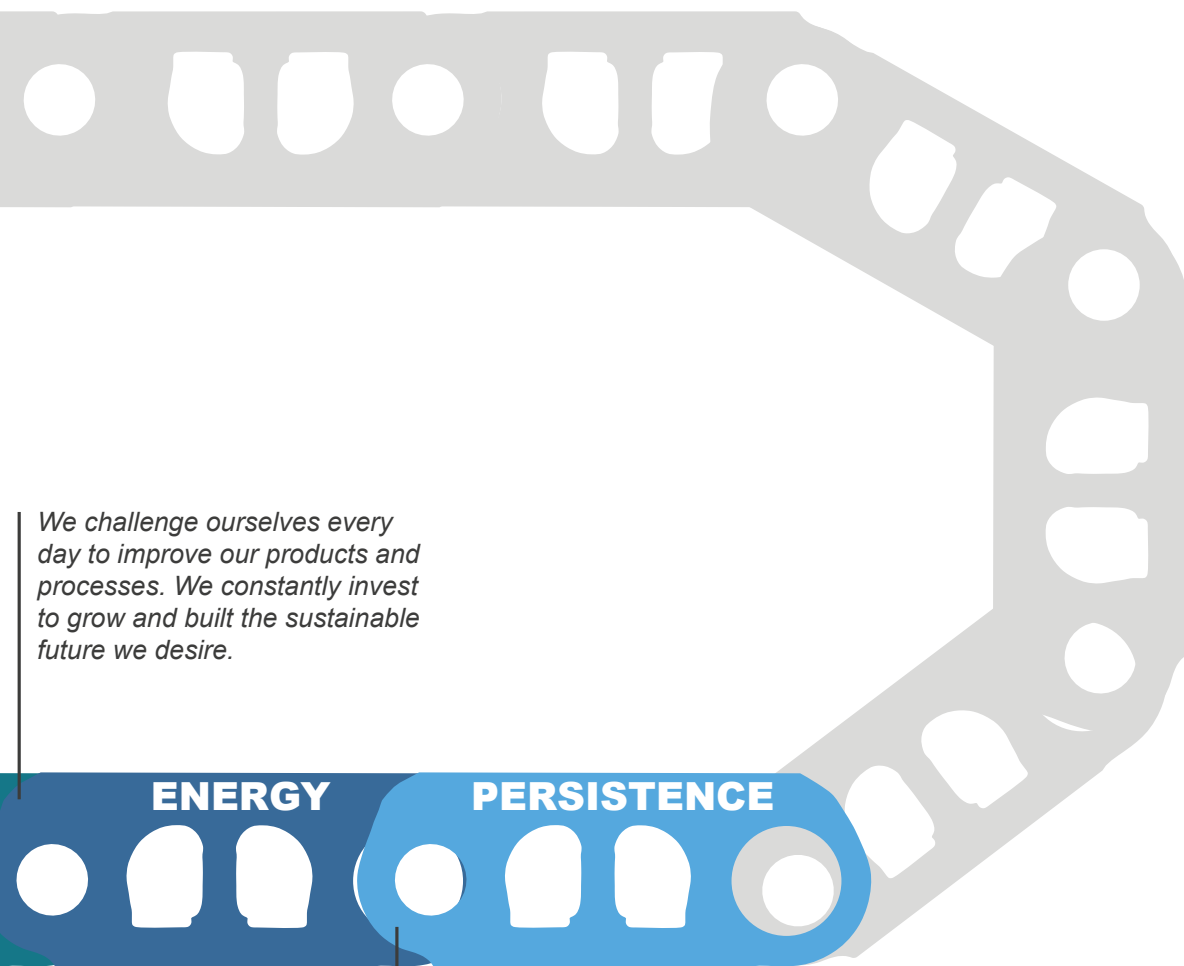 We challenge ourselves every
day to improve our products and
processes. We constantly invest
to grow and built the sustainable
future we desire.
ENERGY
PERSISTENCE